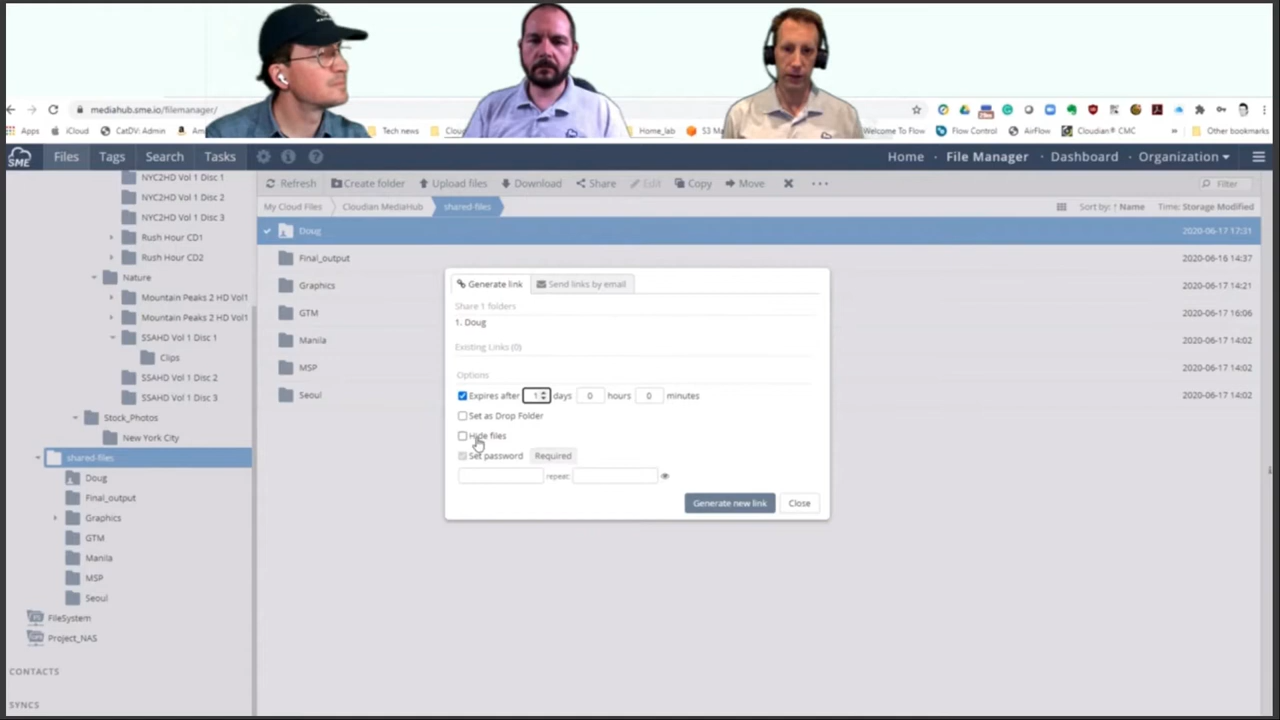 mediahub.sme.io/filemanager/
Apps iCloud CatDV: Admin Tech news Home_lab S3 Welcome To Flow Flow Control AirFlow Cloudian® CMC » Other bookmarks
SME Files Tags Search Tasks Home · File Manager · Dashboard · Organization
Refresh Create folder Upload files Download Share Edit Copy Move Filter
My Cloud Files Cloudian MediaHub shared-files Sort by: ↑ Name Time: Storage Modified
NYC2HD Vol 1 Disc 1
NYC2HD Vol 1 Disc 2
NYC2HD Vol 1 Disc 3
Rush Hour CD1
Rush Hour CD2
Nature
Mountain Peaks 2 HD Vol1
Mountain Peaks 2 HD Vol1
SSAHD Vol 1 Disc 1
Clips
SSAHD Vol 1 Disc 2
SSAHD Vol 1 Disc 3
Stock_Photos
New York City
shared-files
Doug
Final_output
Graphics
GTM
Manila
MSP
Seoul
FileSystem
Project_NAS
CONTACTS
SYNCS
Doug 2020-06-17 17:31
Final_output 2020-06-16 14:37
Graphics 2020-06-17 14:21
GTM 2020-06-17 16:06
Manila 2020-06-17 14:02
MSP 2020-06-17 14:02
Seoul 2020-06-17 14:02
Generate link Send links by email
Share 1 folders
1. Doug
Existing Links (0)
Options
Expires after 1 days 0 hours 0 minutes
Set as Drop Folder
Hide files
Set password Required
repeat:
Generate new link Close